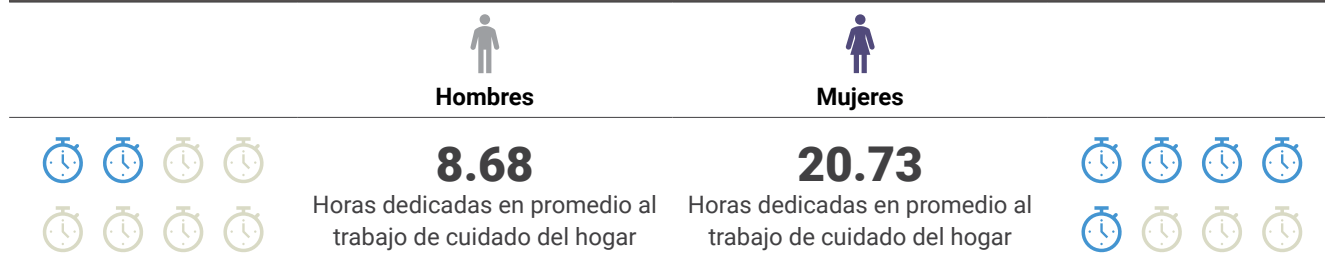 Hombres
Mujeres
8.68
Horas dedicadas en promedio al
trabajo de cuidado del hogar
20.73
Horas dedicadas en promedio al
trabajo de cuidado del hogar